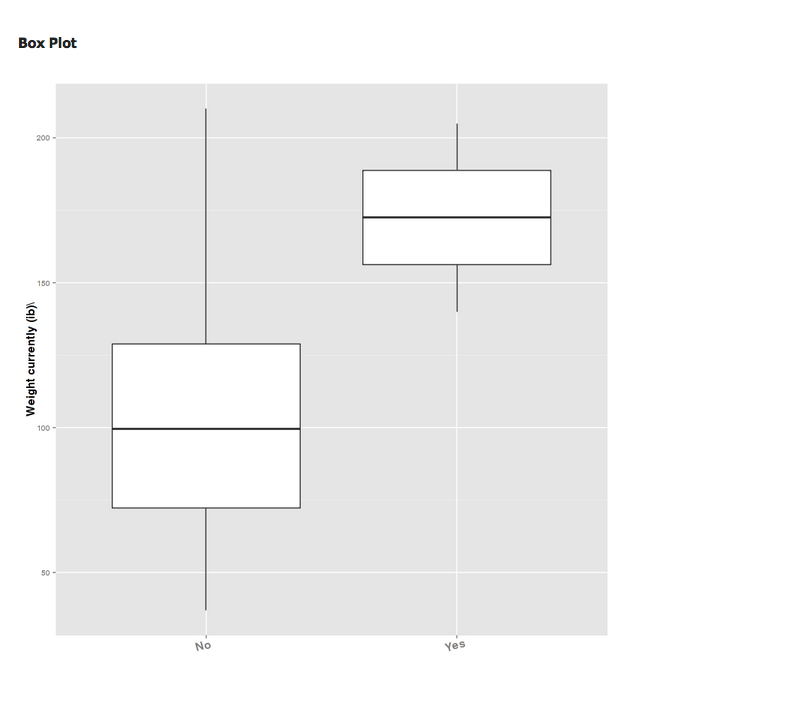 Box Plot
200
150
100
50
Weight currently (lb)\
No
Yes